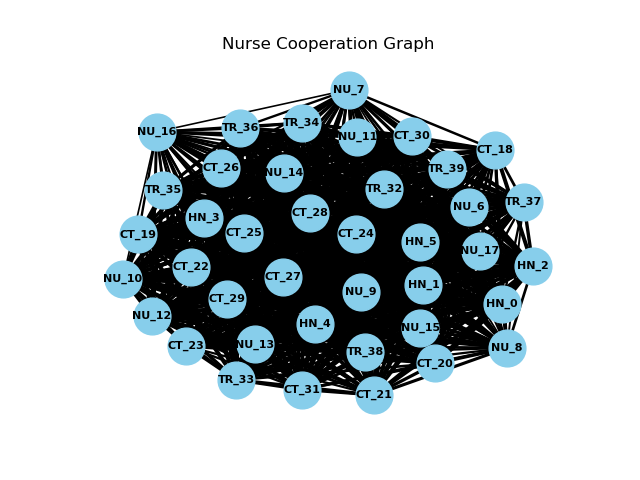 Nurse Cooperation Graph
NU_7
NU_16
TR_36
TR_34
NU_11
CT_30
CT_18
CT_26
NU_14
TR_39
TR_35
TR_32
TR_37
HN_3
CT_28
NU_6
CT_19
CT_25
CT_24
HN_5
NU_17
NU_10
CT_22
CT_27
HN_2
CT_29
NU_9
HN_1
HN_0
NU_12
HN_4
NU_15
CT_23
NU_13
TR_38
CT_20
NU_8
TR_33
CT_31
CT_21